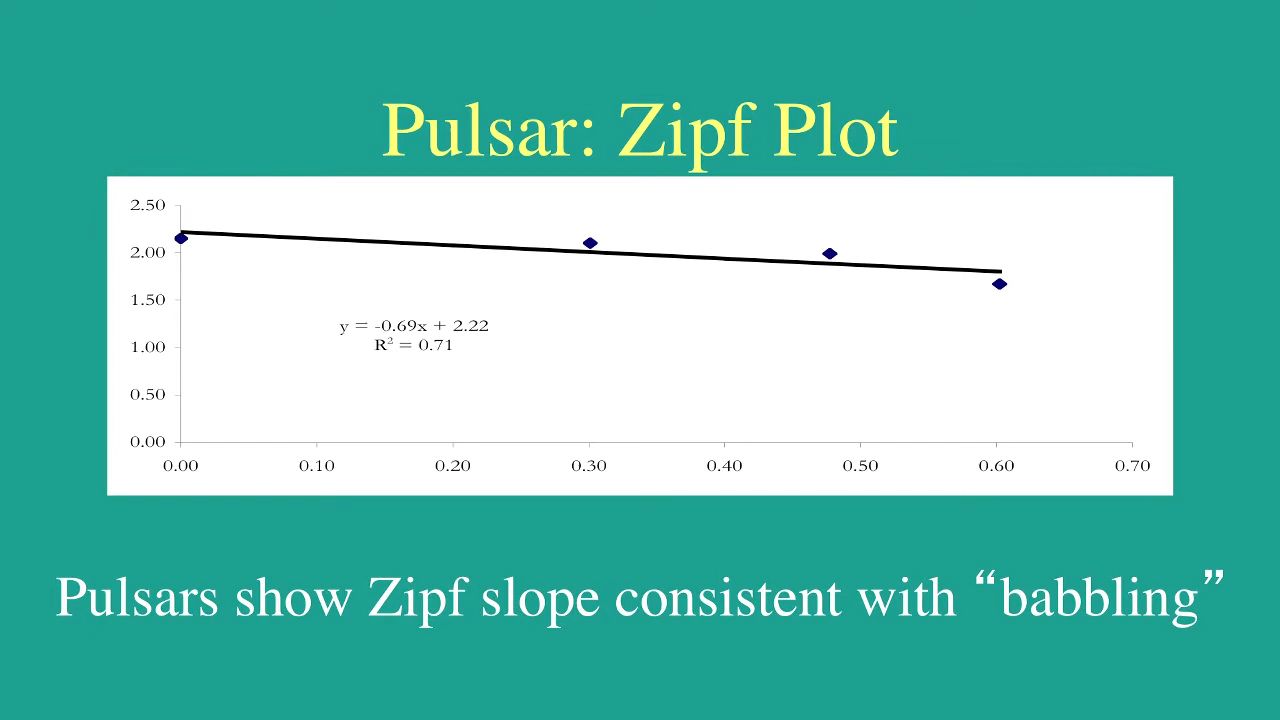 Pulsar: Zipf Plot
2.50
2.00
1.50
1.00
0.50
0.00
y = -0.69x + 2.22
R² = 0.71
0.00 0.10 0.20 0.30 0.40 0.50 0.60 0.70
Pulsars show Zipf slope consistent with “babbling”